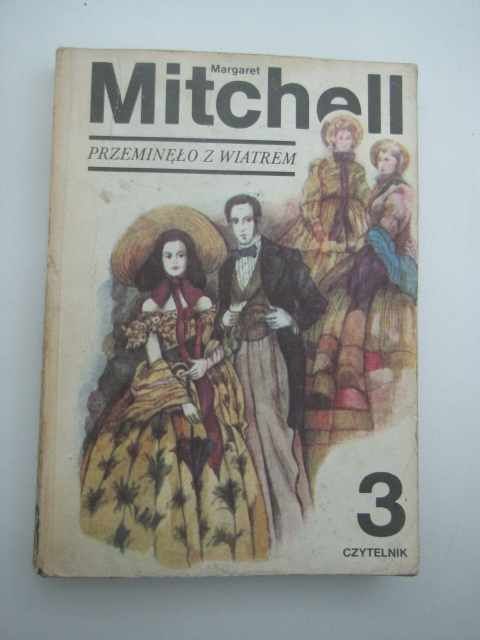 Margaret
Mitchell
PRZEMINĘŁO Z WIATREM
3
CZYTELNIK